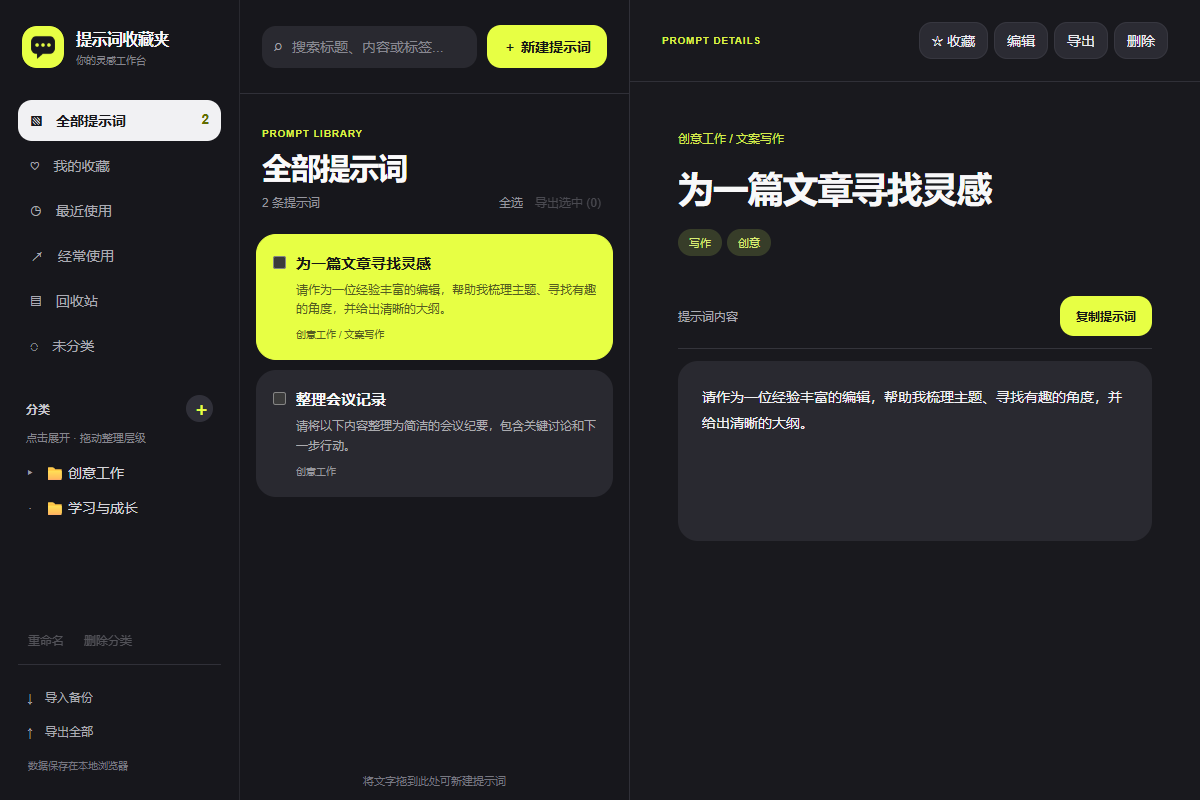 提示词收藏夹
你的灵感工作台
全部提示词 2
我的收藏
最近使用
经常使用
回收站
未分类
分类
+
点击展开 · 拖动整理层级
创意工作
学习与成长
重命名 删除分类
↓ 导入备份
↑ 导出全部
数据保存在本地浏览器
搜索标题、内容或标签...
+ 新建提示词
PROMPT LIBRARY
全部提示词
2 条提示词 全选 导出选中 (0)
为一篇文章寻找灵感
请作为一位经验丰富的编辑，帮助我梳理主题、寻找有趣
的角度，并给出清晰的大纲。
创意工作 / 文案写作
整理会议记录
请将以下内容整理为简洁的会议纪要，包含关键讨论和下
一步行动。
创意工作
将文字拖到此处可新建提示词
PROMPT DETAILS
☆ 收藏 编辑 导出 删除
创意工作 / 文案写作
为一篇文章寻找灵感
写作 创意
提示词内容 复制提示词
请作为一位经验丰富的编辑，帮助我梳理主题、寻找有趣的角度，并
给出清晰的大纲。